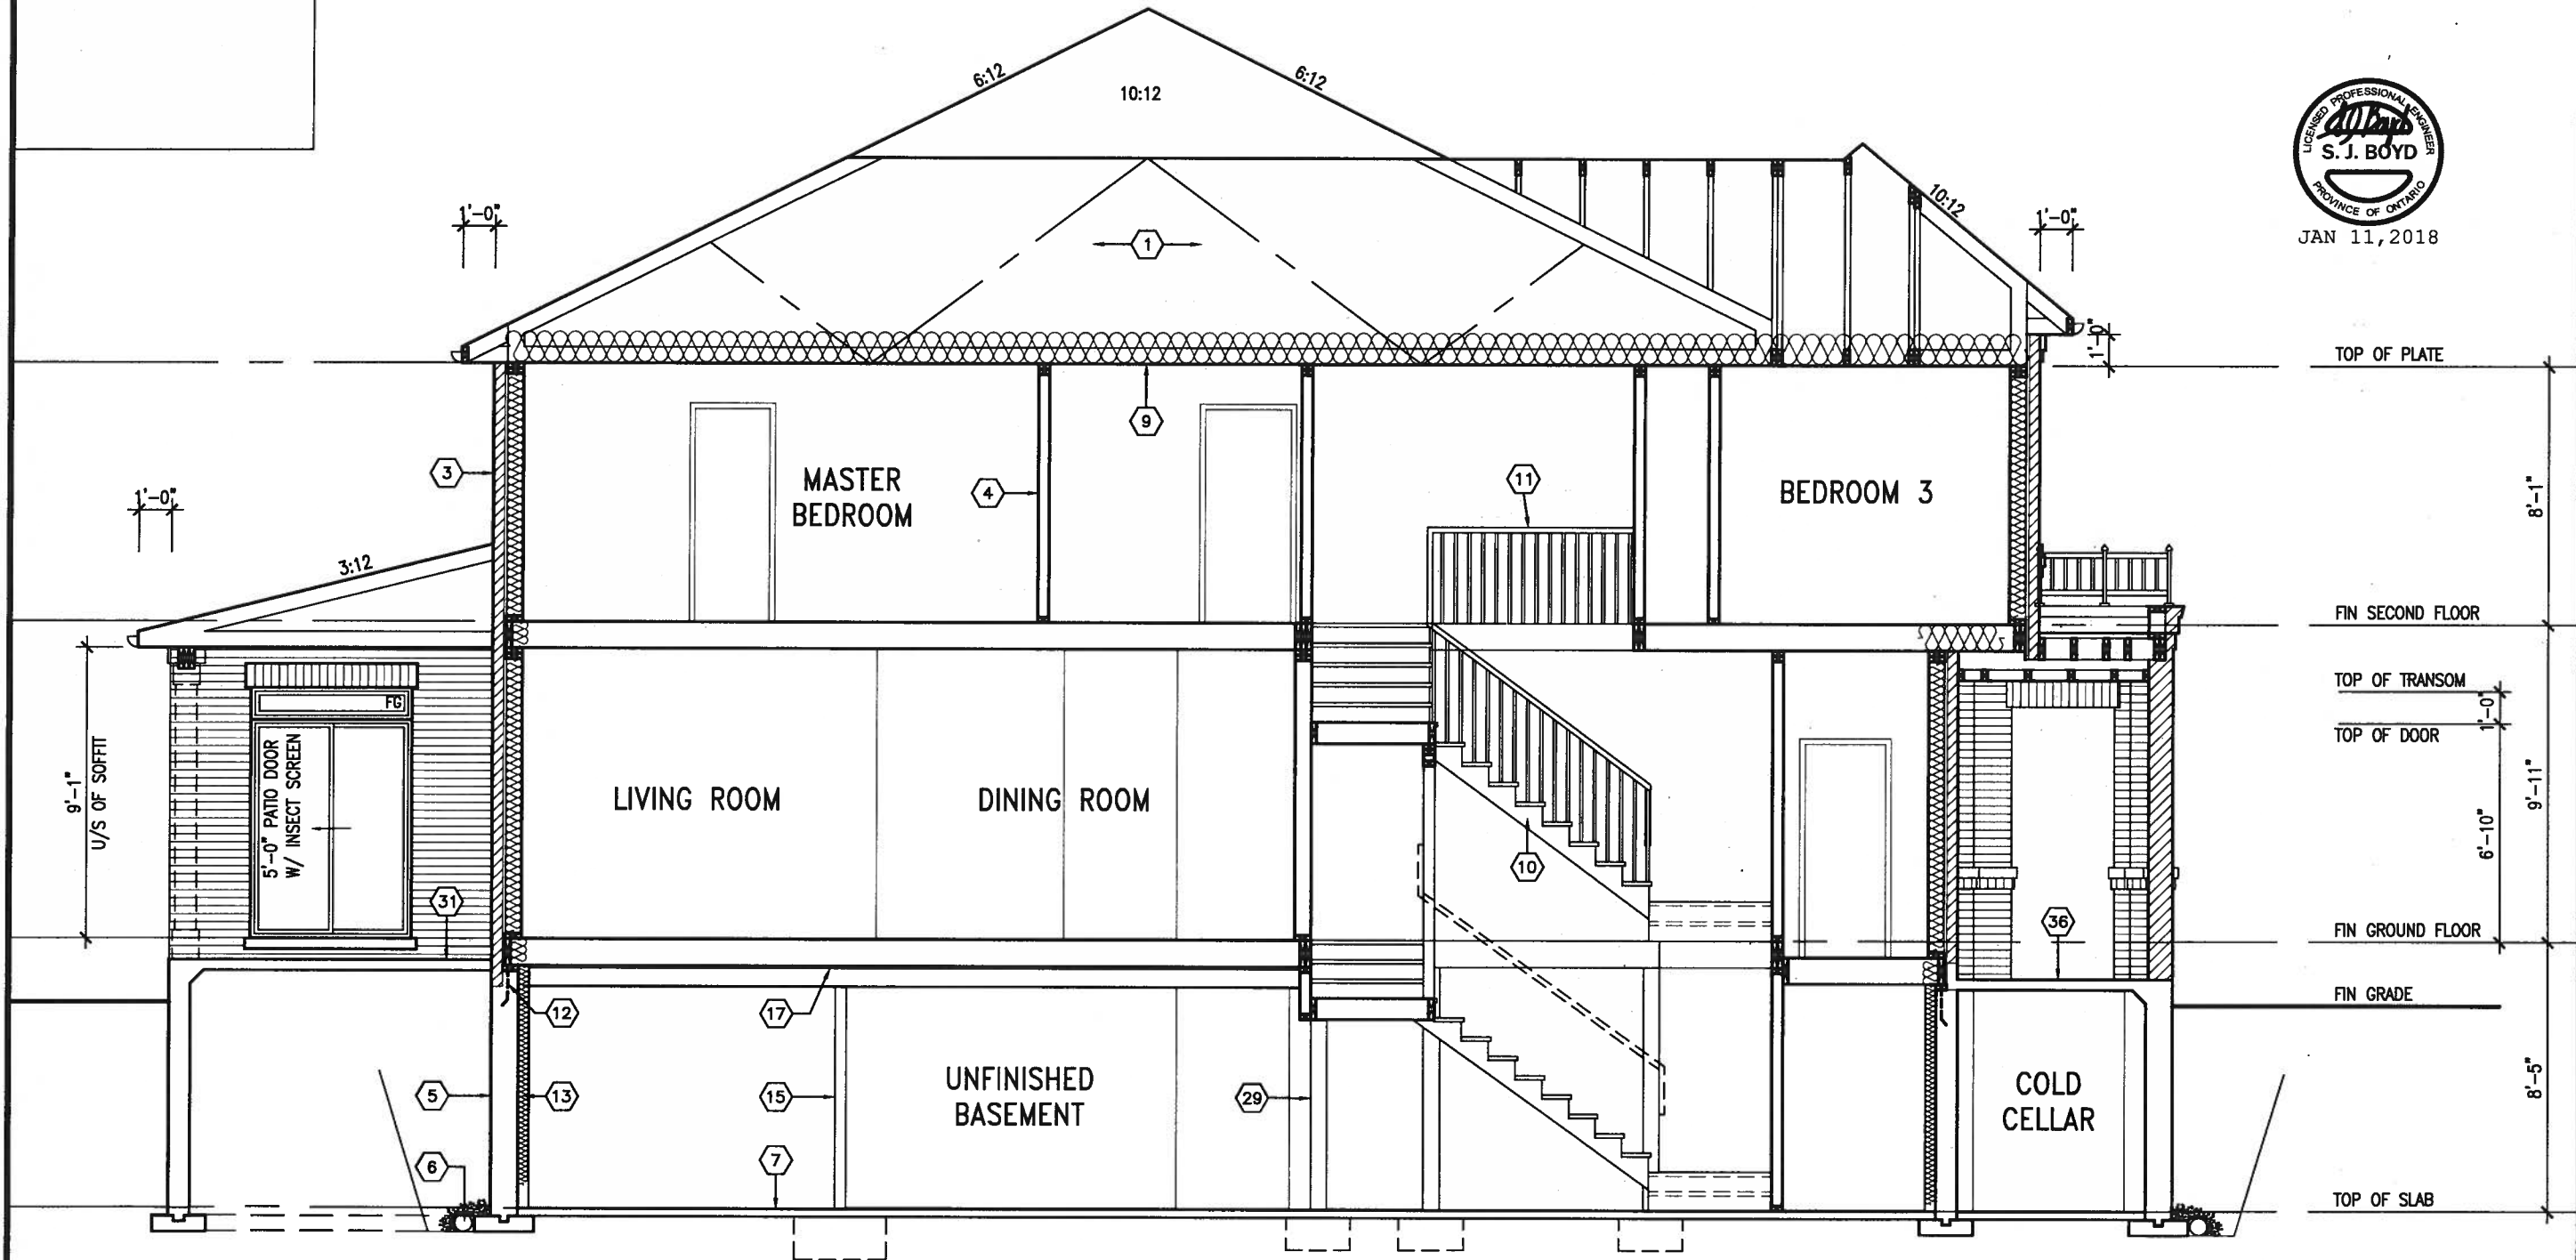 6:12
6:12
10:12
LICENSED PROFESSIONAL ENGINEER
S. J. BOYD
PROVINCE OF ONTARIO
JAN 11,2018
1'-0"
10:12
1'-0"
1
1'-0"
TOP OF PLATE
9
3
MASTER
BEDROOM
4
11
BEDROOM 3
8'-1"
1'-0"
3:12
FIN SECOND FLOOR
TOP OF TRANSOM
FG
1'-0"
TOP OF DOOR
9'-1"
U/S OF SOFFIT
5'-0" PATIO DOOR
W/ INSECT SCREEN
LIVING ROOM
DINING ROOM
10
6'-10"
9'-11"
31
36
FIN GROUND FLOOR
FIN GRADE
12
17
5
13
15
UNFINISHED
BASEMENT
29
COLD
CELLAR
8'-5"
6
7
TOP OF SLAB